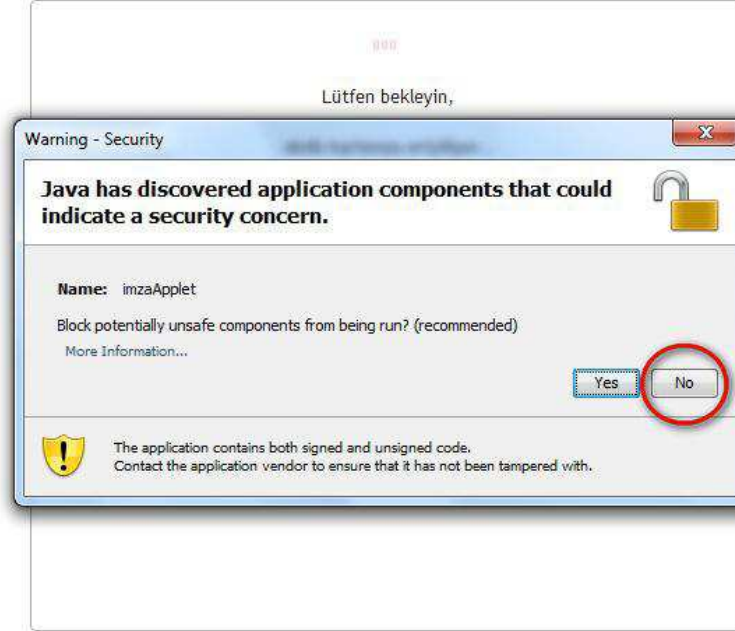 Lütfen bekleyin,
Warning - Security
Java has discovered application components that could
indicate a security concern.
Name: imzaApplet
Block potentially unsafe components from being run? (recommended)
More Information...
Yes No
The application contains both signed and unsigned code.
Contact the application vendor to ensure that it has not been tampered with.